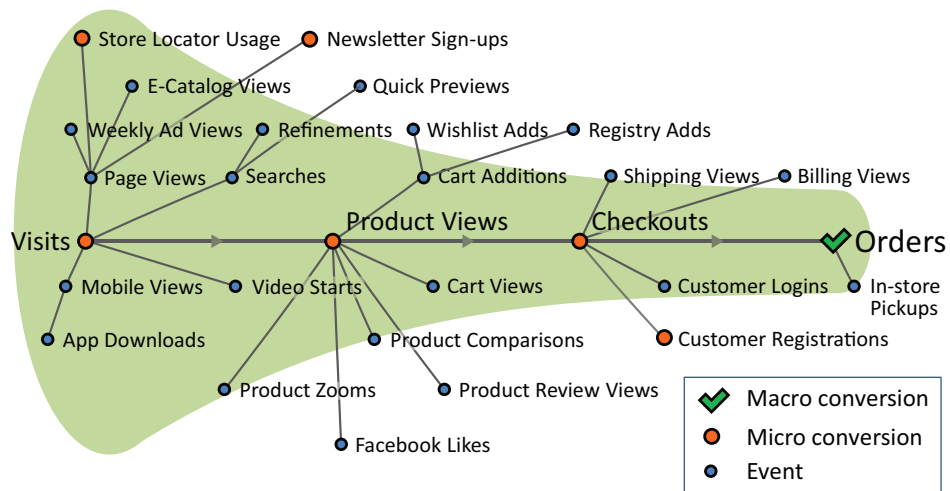 Store Locator Usage
Newsletter Sign-ups
E-Catalog Views
Quick Previews
Weekly Ad Views
Refinements
Wishlist Adds
Registry Adds
Page Views
Searches
Cart Additions
Shipping Views
Billing Views
Product Views
Checkouts
Visits
Orders
Mobile Views
Video Starts
Cart Views
Customer Logins
In-store
Pickups
App Downloads
Product Comparisons
Customer Registrations
Product Zooms
Product Review Views
Facebook Likes
Macro conversion
Micro conversion
Event